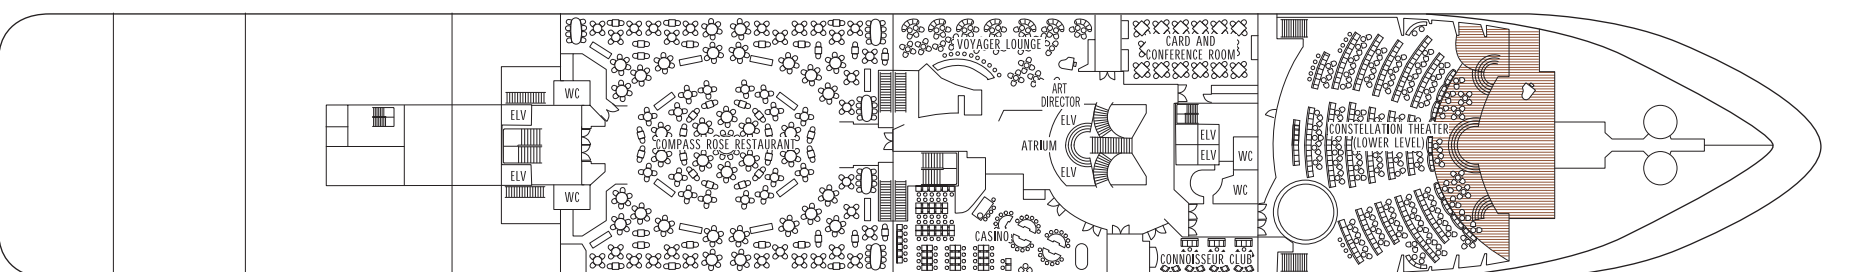 WC
ELV
ELV
WC
COMPASS ROSE RESTAURANT
VOYAGER LOUNGE
CARD AND
CONFERENCE ROOM
ART
DIRECTOR
ELV
ATRIUM
ELV
CASINO
ELV
ELV
WC
WC
CONNOISSEUR CLUB
CONSTELLATION THEATER
(LOWER LEVEL)